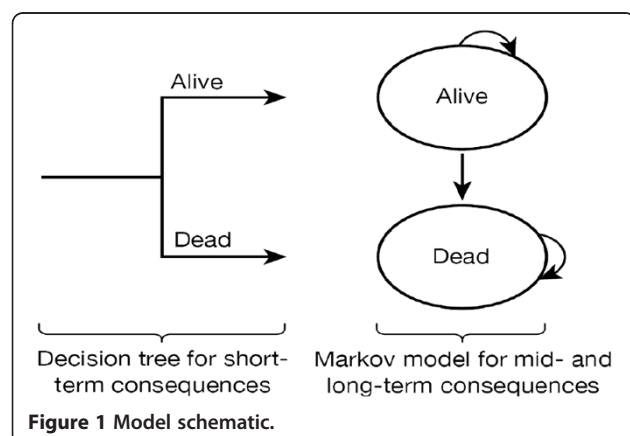 Alive
Dead
Alive
Dead
Decision tree for short-
term consequences
Markov model for mid- and
long-term consequences
Figure 1 Model schematic.